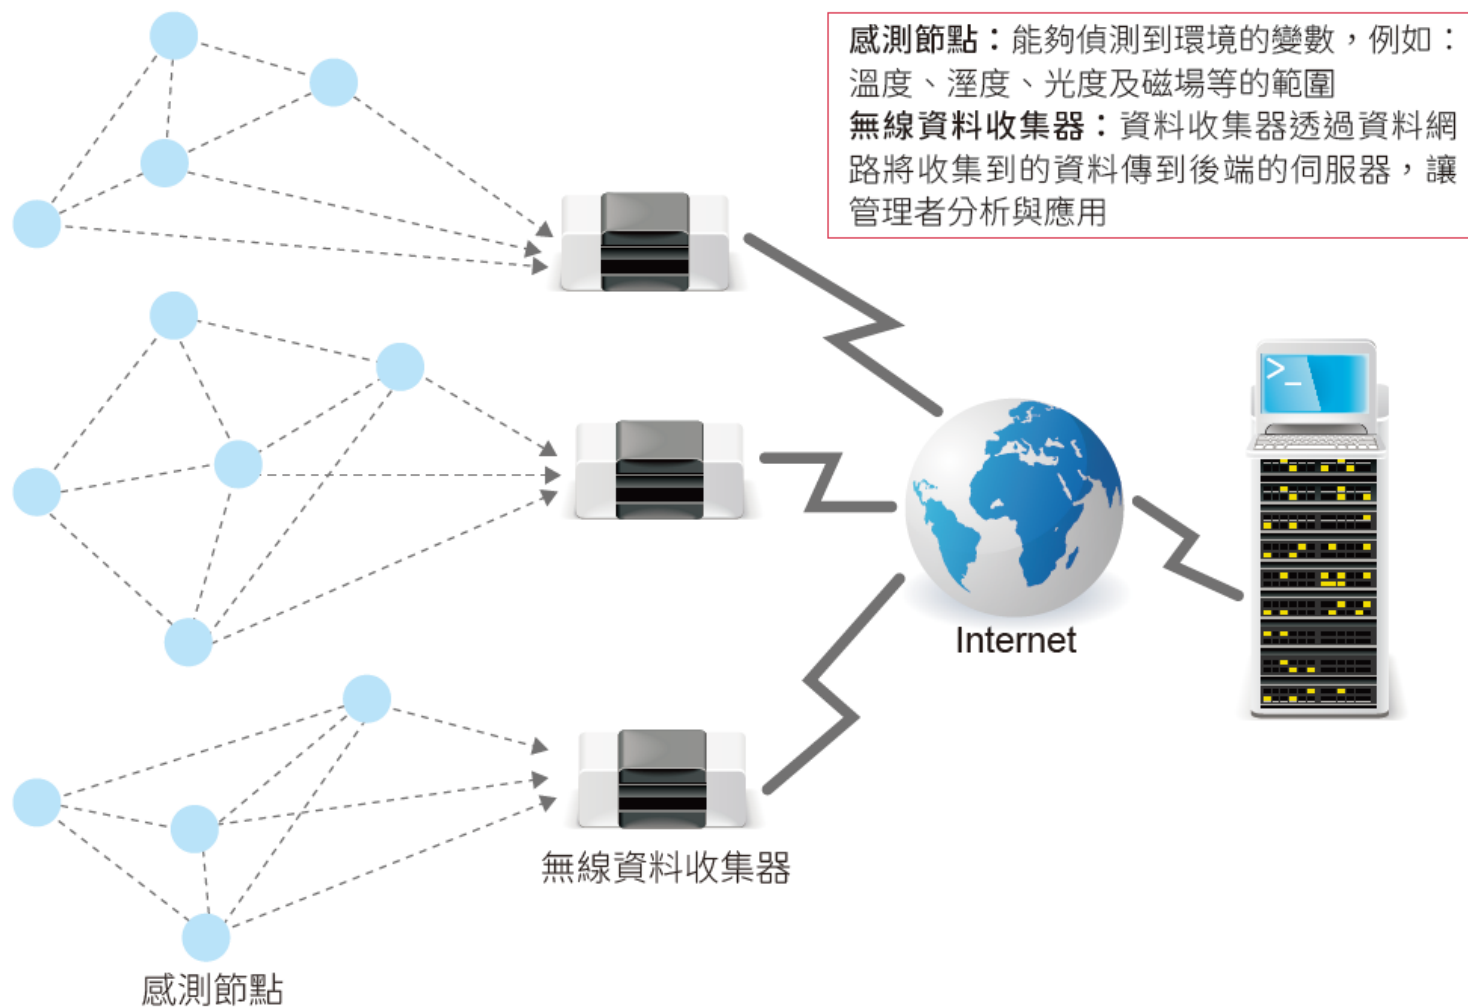 感測節點：能夠偵測到環境的變數，例如：
溫度、溼度、光度及磁場等的範圍
無線資料收集器：資料收集器透過資料網
路將收集到的資料傳到後端的伺服器，讓
管理者分析與應用
>_
Internet
無線資料收集器
感測節點